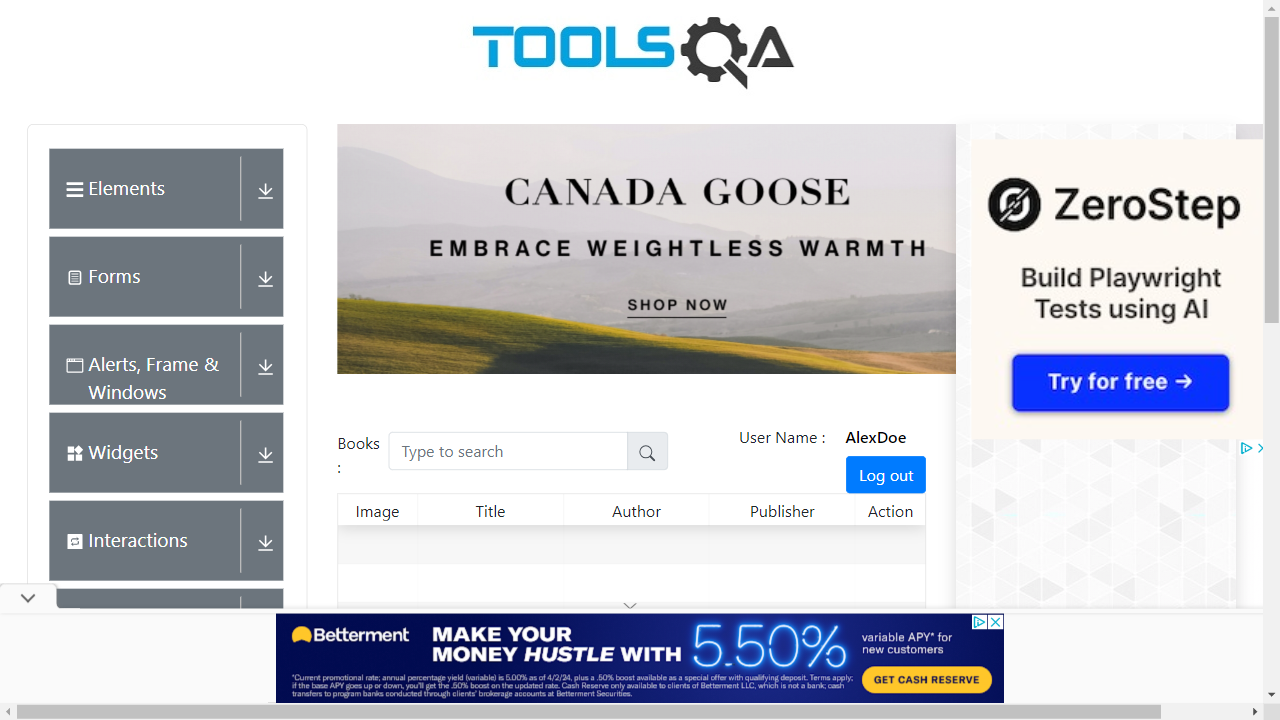 TOOLSQA
Elements
Forms
Alerts, Frame &
Windows
Widgets
Interactions
CANADA GOOSE
EMBRACE WEIGHTLESS WARMTH
SHOP NOW
ZeroStep
Build Playwright
Tests using AI
Try for free →
Books
:
Type to search
User Name :
AlexDoe
Log out
Image
Title
Author
Publisher
Action
Betterment
MAKE YOUR
MONEY HUSTLE WITH
5.50%
variable APY* for
new customers
GET CASH RESERVE
*Current promotional rate; annual percentage yield (variable) is 5.00% as of 4/2/24, plus a .50% boost available as a special offer with qualifying deposit. Terms apply;
if the base APY goes up or down, you'll get the .50% boost on the updated rate. Cash Reserve only available to clients of Betterment LLC, which is not a bank; cash
transfers to program banks conducted through clients' brokerage accounts at Betterment Securities.